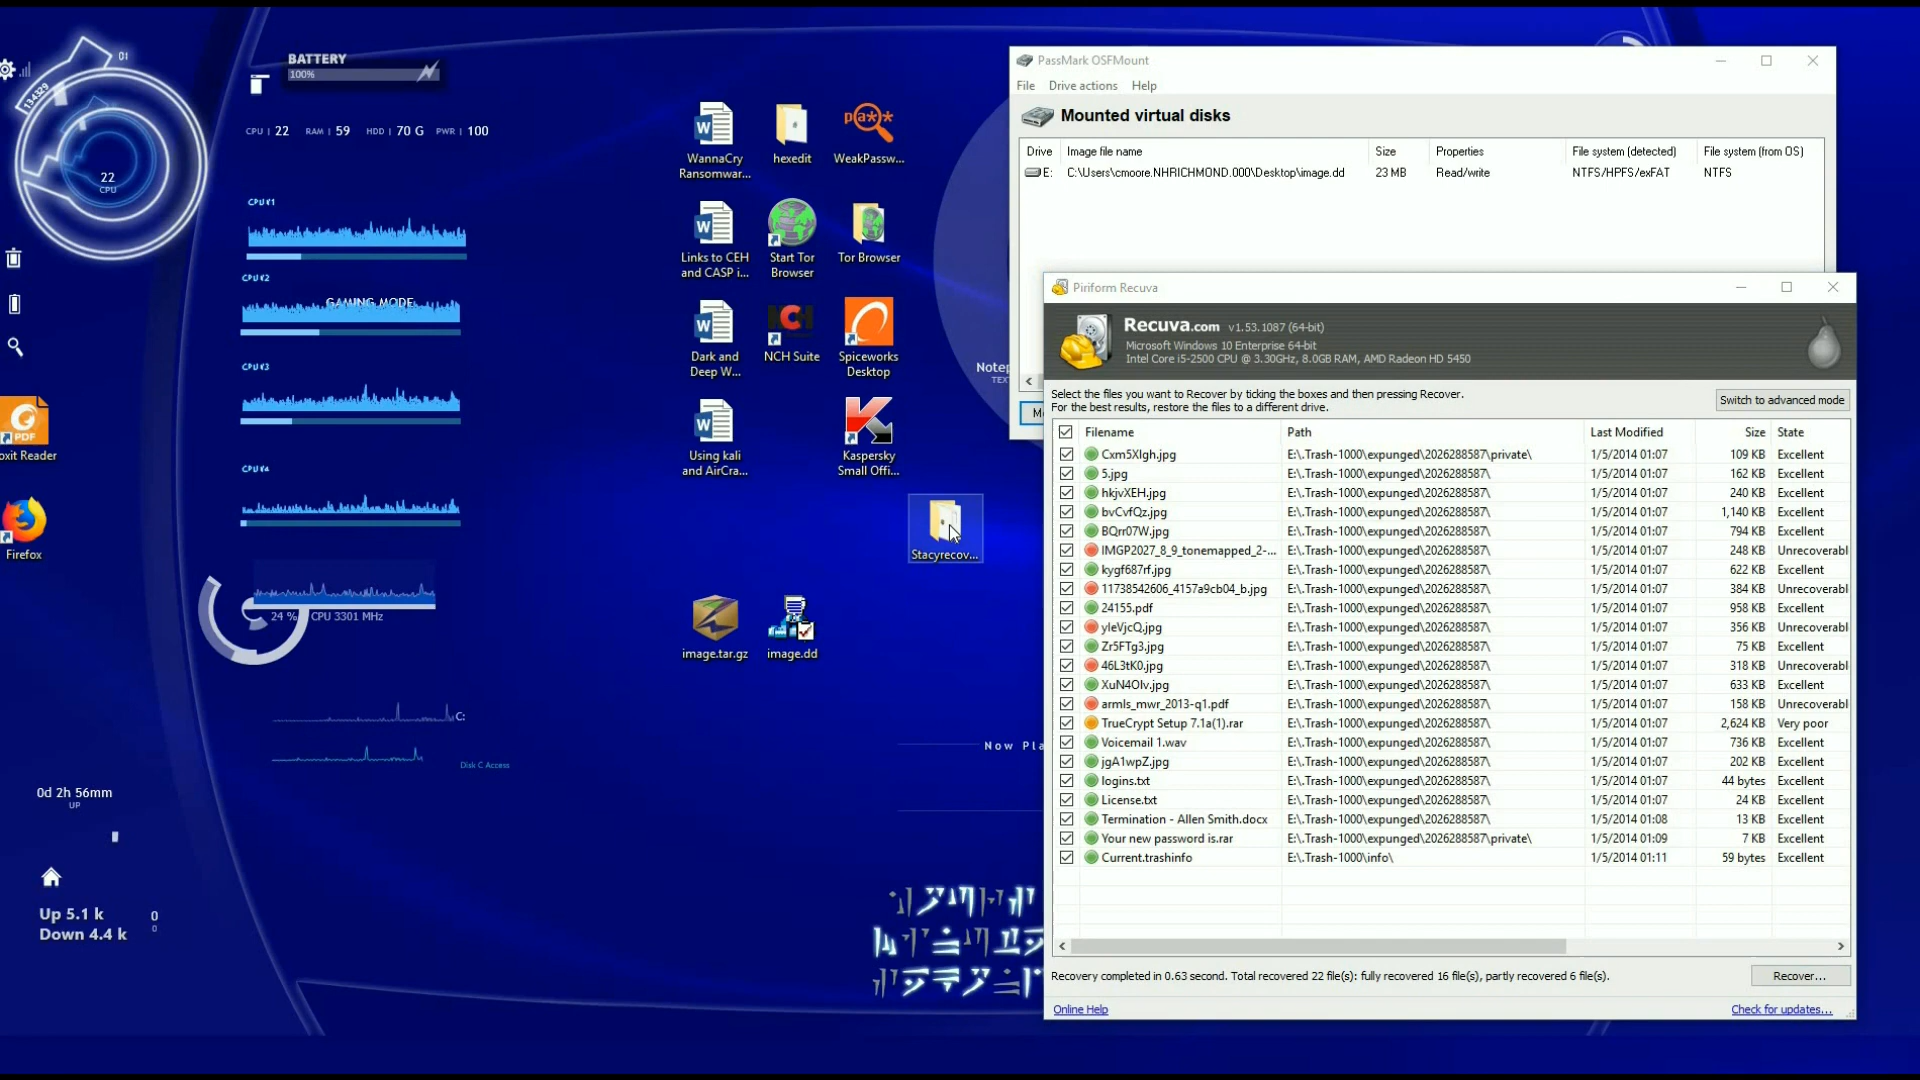 01
134329
BATTERY
100%
CPU | 22 RAM | 59 HDD | 70 G PWR | 100
22
CPU
CPU#1
CPU#2
GAMING MODE
CPU#3
CPU#4
24 % CPU 3301 MHz
C:
Disk C Access
0d 2h 56mm
UP
Up 5.1 k 0
Down 4.4 k 0
oxit Reader
PDF
Firefox
WannaCry
Ransomwar...
hexedit
pa**
WeakPassw...
Links to CEH
and CASP i...
Start Tor
Browser
Tor Browser
Dark and
Deep W...
NCH
NCH Suite
Spiceworks
Desktop
Using kali
and AirCra...
Kaspersky
Small Offi...
Stacyrecov...
image.tar.gz
image.dd
Notep
TEXT
Now Pla
PassMark OSFMount
File Drive actions Help
Mounted virtual disks
Drive Image file name Size Properties File system (detected) File system (from OS)
E: C:\Users\cmoore.NHRICHMOND.000\Desktop\image.dd 23 MB Read/write NTFS/HPFS/exFAT NTFS
Piriform Recuva
Recuva.com v1.53.1087 (64-bit)
Microsoft Windows 10 Enterprise 64-bit
Intel Core i5-2500 CPU @ 3.30GHz, 8.0GB RAM, AMD Radeon HD 5450
Select the files you want to Recover by ticking the boxes and then pressing Recover.
For the best results, restore the files to a different drive.
Switch to advanced mode
Filename Path Last Modified Size State
Cxm5XIgh.jpg E:\.Trash-1000\expunged\2026288587\private\ 1/5/2014 01:07 109 KB Excellent
5.jpg E:\.Trash-1000\expunged\2026288587\ 1/5/2014 01:07 162 KB Excellent
hkjvXEH.jpg E:\.Trash-1000\expunged\2026288587\ 1/5/2014 01:07 240 KB Excellent
bvCvfQz.jpg E:\.Trash-1000\expunged\2026288587\ 1/5/2014 01:07 1,140 KB Excellent
BQrr07W.jpg E:\.Trash-1000\expunged\2026288587\ 1/5/2014 01:07 794 KB Excellent
IMGP2027_8_9_tonemapped_2-... E:\.Trash-1000\expunged\2026288587\ 1/5/2014 01:07 248 KB Unrecoverabl
kygf687rf.jpg E:\.Trash-1000\expunged\2026288587\ 1/5/2014 01:07 622 KB Excellent
11738542606_4157a9cb04_b.jpg E:\.Trash-1000\expunged\2026288587\ 1/5/2014 01:07 384 KB Unrecoverabl
24155.pdf E:\.Trash-1000\expunged\2026288587\ 1/5/2014 01:07 958 KB Excellent
yleVjcQ.jpg E:\.Trash-1000\expunged\2026288587\ 1/5/2014 01:07 356 KB Unrecoverabl
Zr5FTg3.jpg E:\.Trash-1000\expunged\2026288587\ 1/5/2014 01:07 75 KB Excellent
46L3tK0.jpg E:\.Trash-1000\expunged\2026288587\ 1/5/2014 01:07 318 KB Unrecoverabl
XuN4OIv.jpg E:\.Trash-1000\expunged\2026288587\ 1/5/2014 01:07 633 KB Excellent
armls_mwr_2013-q1.pdf E:\.Trash-1000\expunged\2026288587\ 1/5/2014 01:07 158 KB Unrecoverabl
TrueCrypt Setup 7.1a(1).rar E:\.Trash-1000\expunged\2026288587\ 1/5/2014 01:07 2,624 KB Very poor
Voicemail 1.wav E:\.Trash-1000\expunged\2026288587\ 1/5/2014 01:07 736 KB Excellent
jgA1wpZ.jpg E:\.Trash-1000\expunged\2026288587\ 1/5/2014 01:07 202 KB Excellent
logins.txt E:\.Trash-1000\expunged\2026288587\ 1/5/2014 01:07 44 bytes Excellent
License.txt E:\.Trash-1000\expunged\2026288587\ 1/5/2014 01:07 24 KB Excellent
Termination - Allen Smith.docx E:\.Trash-1000\expunged\2026288587\ 1/5/2014 01:08 13 KB Excellent
Your new password is.rar E:\.Trash-1000\expunged\2026288587\private\ 1/5/2014 01:09 7 KB Excellent
Current.trashinfo E:\.Trash-1000\info\ 1/5/2014 01:11 59 bytes Excellent
Recovery completed in 0.63 second. Total recovered 22 file(s): fully recovered 16 file(s), partly recovered 6 file(s).
Recover...
Online Help
Check for updates...